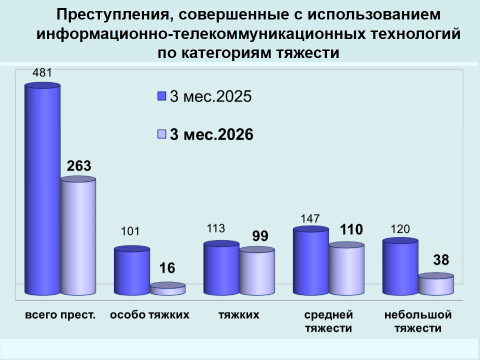 Преступления, совершенные с использованием
информационно-телекоммуникационных технологий
по категориям тяжести
481
3 мес.2025
3 мес.2026
263
101
16
113
99
147
110
120
38
всего прест.
особо тяжких
тяжких
средней
тяжести
небольшой
тяжести